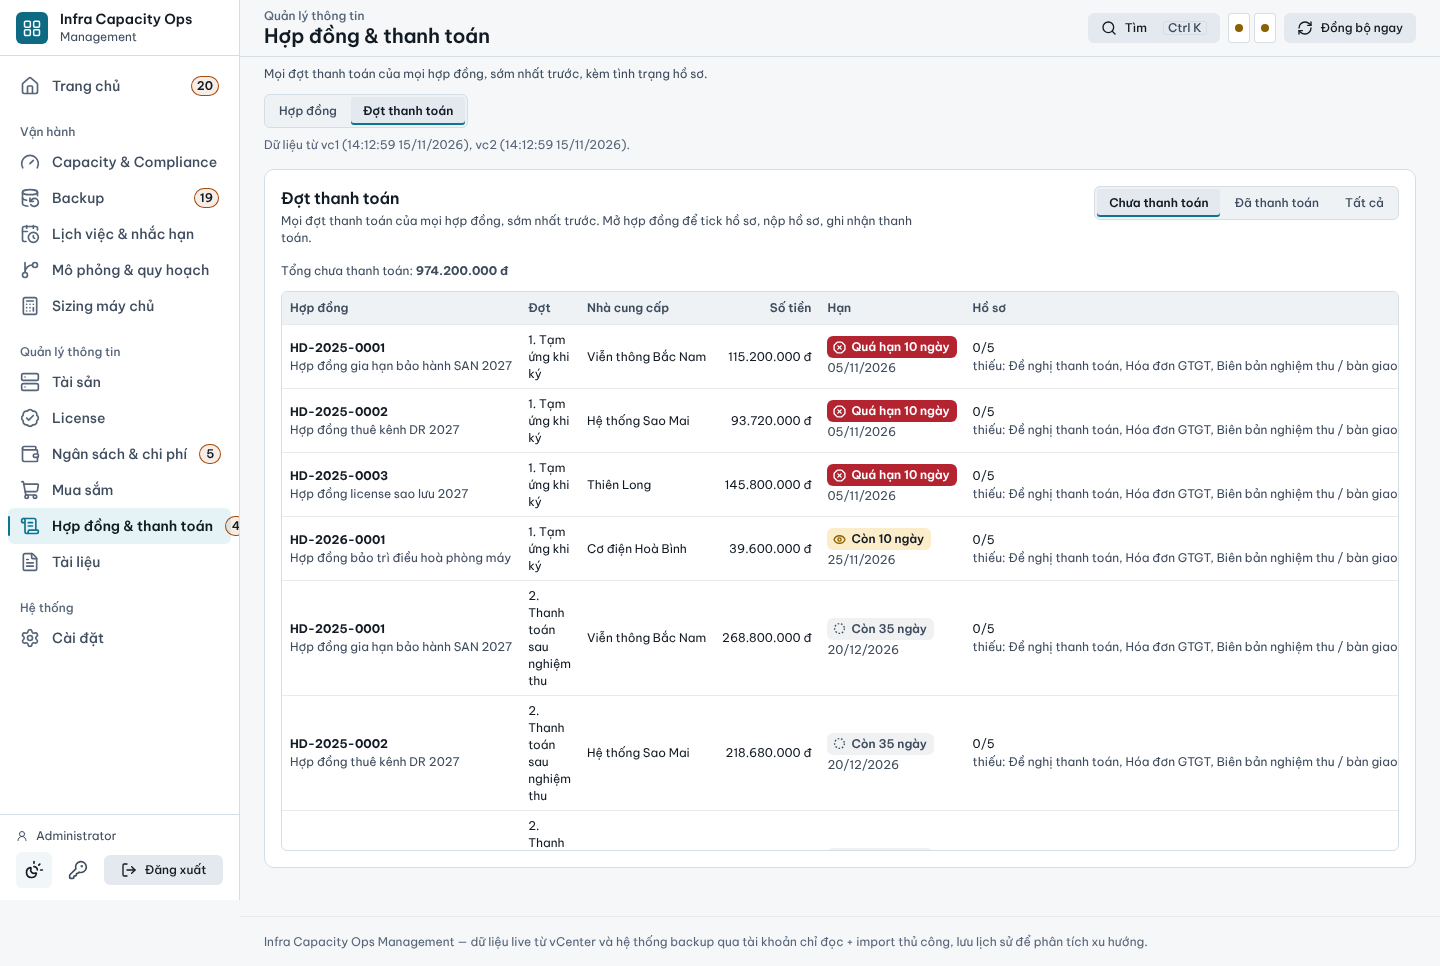 Infra Capacity Ops
Management
Trang chủ 20
Vận hành
Capacity & Compliance
Backup 19
Lịch việc & nhắc hạn
Mô phỏng & quy hoạch
Sizing máy chủ
Quản lý thông tin
Tài sản
License
Ngân sách & chi phí 5
Mua sắm
Hợp đồng & thanh toán 4
Tài liệu
Hệ thống
Cài đặt
Administrator
Đăng xuất
Quản lý thông tin
Hợp đồng & thanh toán
Tìm Ctrl K
Đồng bộ ngay
Mọi đợt thanh toán của mọi hợp đồng, sớm nhất trước, kèm tình trạng hồ sơ.
Hợp đồng Đợt thanh toán
Dữ liệu từ vc1 (14:12:59 15/11/2026), vc2 (14:12:59 15/11/2026).
Đợt thanh toán
Mọi đợt thanh toán của mọi hợp đồng, sớm nhất trước. Mở hợp đồng để tick hồ sơ, nộp hồ sơ, ghi nhận thanh
toán.
Chưa thanh toán Đã thanh toán Tất cả
Tổng chưa thanh toán: 974.200.000 đ
Hợp đồng Đợt Nhà cung cấp Số tiền Hạn Hồ sơ
HD-2025-0001
Hợp đồng gia hạn bảo hành SAN 2027
1. Tạm
ứng khi
ký
Viễn thông Bắc Nam
115.200.000 đ
Quá hạn 10 ngày
05/11/2026
0/5
thiếu: Đề nghị thanh toán, Hóa đơn GTGT, Biên bản nghiệm thu / bàn giao
HD-2025-0002
Hợp đồng thuê kênh DR 2027
1. Tạm
ứng khi
ký
Hệ thống Sao Mai
93.720.000 đ
Quá hạn 10 ngày
05/11/2026
0/5
thiếu: Đề nghị thanh toán, Hóa đơn GTGT, Biên bản nghiệm thu / bàn giao
HD-2025-0003
Hợp đồng license sao lưu 2027
1. Tạm
ứng khi
ký
Thiên Long
145.800.000 đ
Quá hạn 10 ngày
05/11/2026
0/5
thiếu: Đề nghị thanh toán, Hóa đơn GTGT, Biên bản nghiệm thu / bàn giao
HD-2026-0001
Hợp đồng bảo trì điều hoà phòng máy
1. Tạm
ứng khi
ký
Cơ điện Hoà Bình
39.600.000 đ
Còn 10 ngày
25/11/2026
0/5
thiếu: Đề nghị thanh toán, Hóa đơn GTGT, Biên bản nghiệm thu / bàn giao
HD-2025-0001
Hợp đồng gia hạn bảo hành SAN 2027
2.
Thanh
toán
sau
nghiệm
thu
Viễn thông Bắc Nam
268.800.000 đ
Còn 35 ngày
20/12/2026
0/5
thiếu: Đề nghị thanh toán, Hóa đơn GTGT, Biên bản nghiệm thu / bàn giao
HD-2025-0002
Hợp đồng thuê kênh DR 2027
2.
Thanh
toán
sau
nghiệm
thu
Hệ thống Sao Mai
218.680.000 đ
Còn 35 ngày
20/12/2026
0/5
thiếu: Đề nghị thanh toán, Hóa đơn GTGT, Biên bản nghiệm thu / bàn giao
2.
Thanh
Infra Capacity Ops Management — dữ liệu live từ vCenter và hệ thống backup qua tài khoản chỉ đọc + import thủ công, lưu lịch sử để phân tích xu hướng.